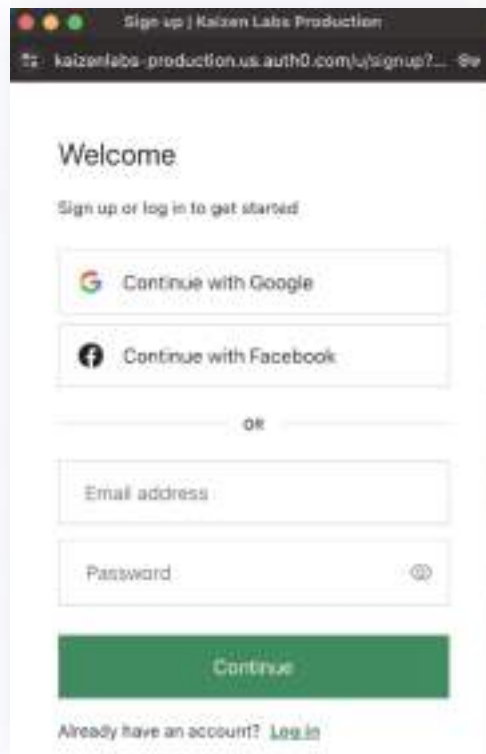 Sign up | Kaizen Labs Production
kaizenlabs-production.us.auth0.com/u/signup?...
Welcome
Sign up or log in to get started
Continue with Google
Continue with Facebook
OR
Email address
Password
Continue
Already have an account? Log in